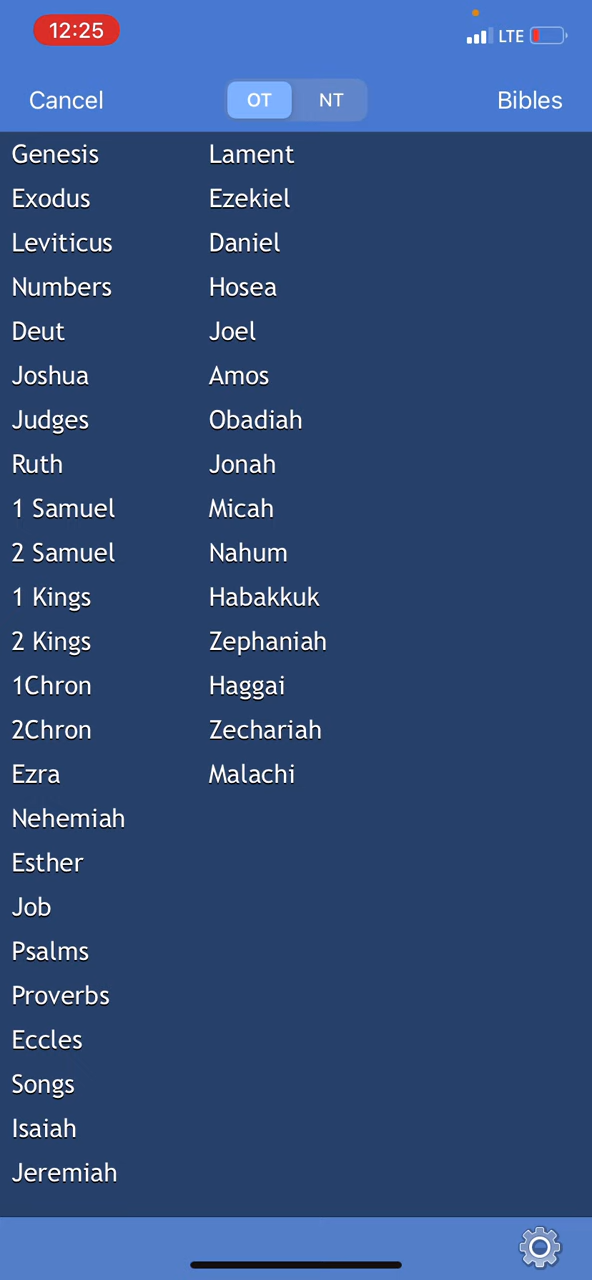 12:25
LTE
Cancel
OT
NT
Bibles
Genesis
Exodus
Leviticus
Numbers
Deut
Joshua
Judges
Ruth
1 Samuel
2 Samuel
1 Kings
2 Kings
1Chron
2Chron
Ezra
Nehemiah
Esther
Job
Psalms
Proverbs
Eccles
Songs
Isaiah
Jeremiah
Lament
Ezekiel
Daniel
Hosea
Joel
Amos
Obadiah
Jonah
Micah
Nahum
Habakkuk
Zephaniah
Haggai
Zechariah
Malachi